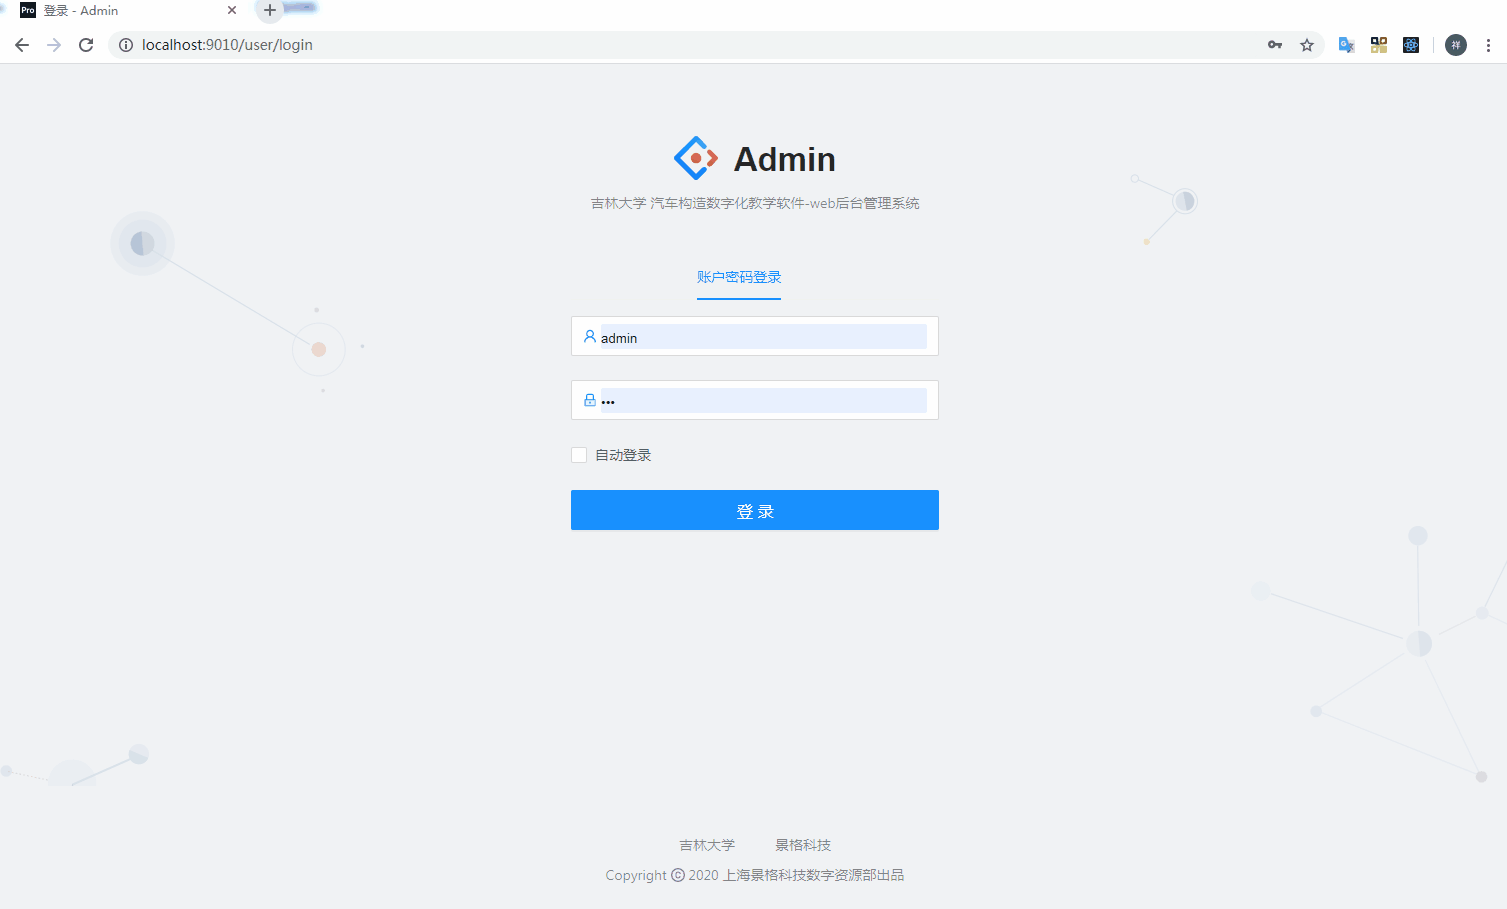 Pro 登录 - Admin
localhost:9010/user/login
祥
Admin
吉林大学 汽车构造数字化教学软件-web后台管理系统
账户密码登录
admin
•••
自动登录
登 录
吉林大学 景格科技
Copyright © 2020 上海景格科技数字资源部出品